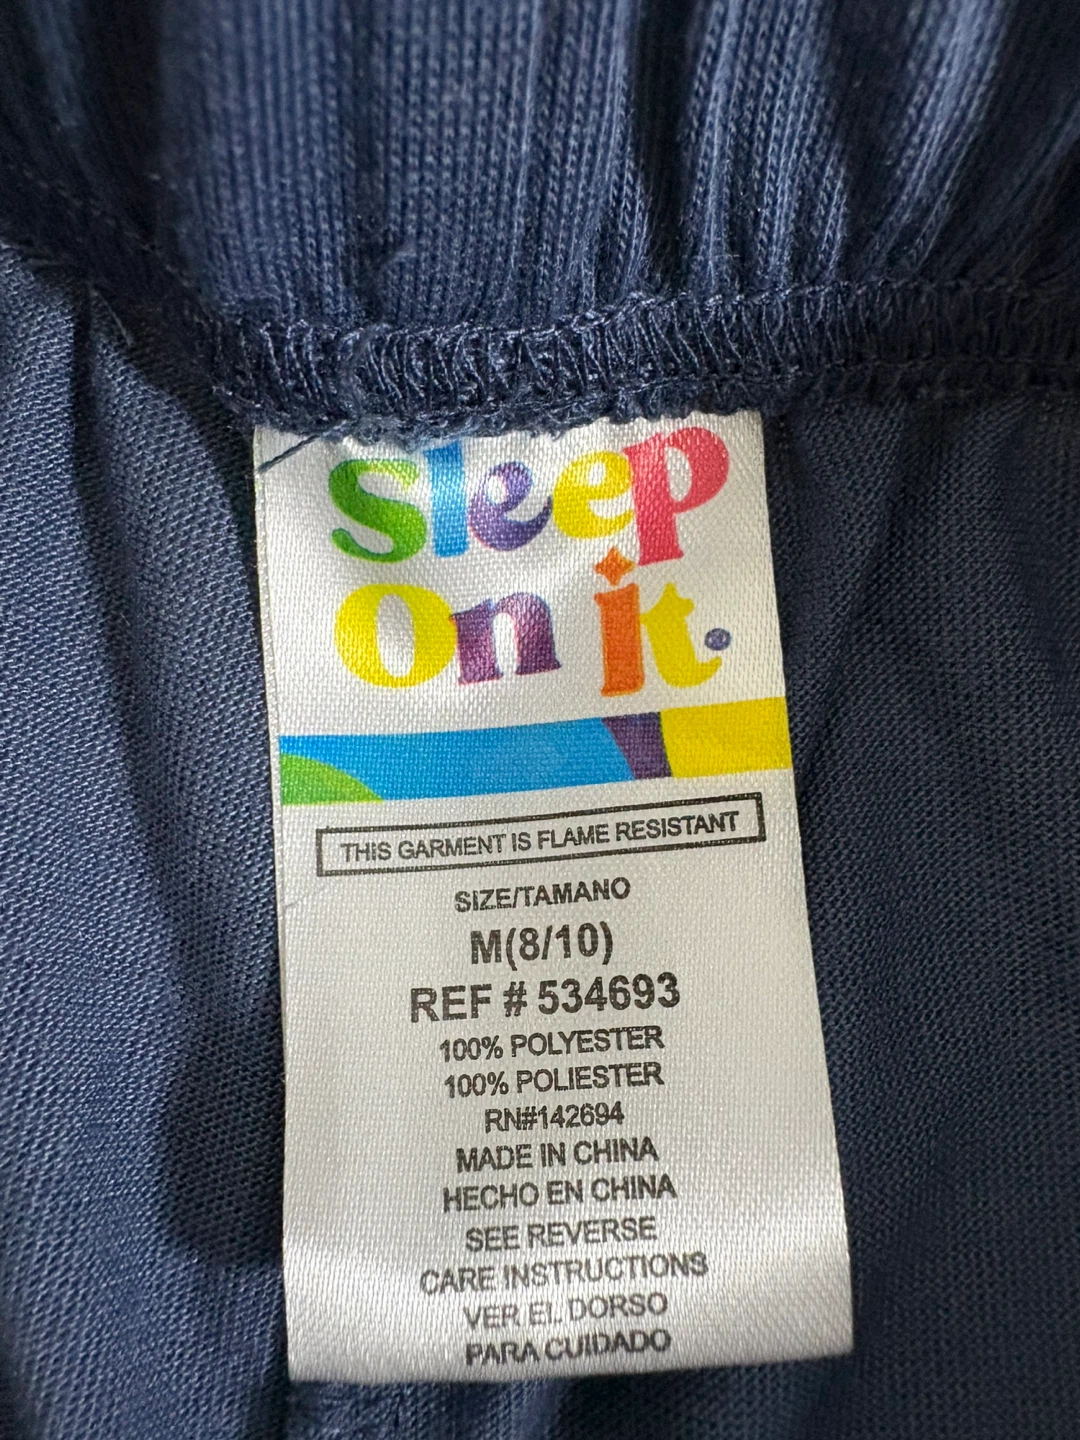 sleep
on it.
THIS GARMENT IS FLAME RESISTANT
SIZE/TAMANO
M(8/10)
REF # 534693
100% POLYESTER
100% POLIESTER
RN#142694
MADE IN CHINA
HECHO EN CHINA
SEE REVERSE
CARE INSTRUCTIONS
VER EL DORSO
PARA CUIDADO